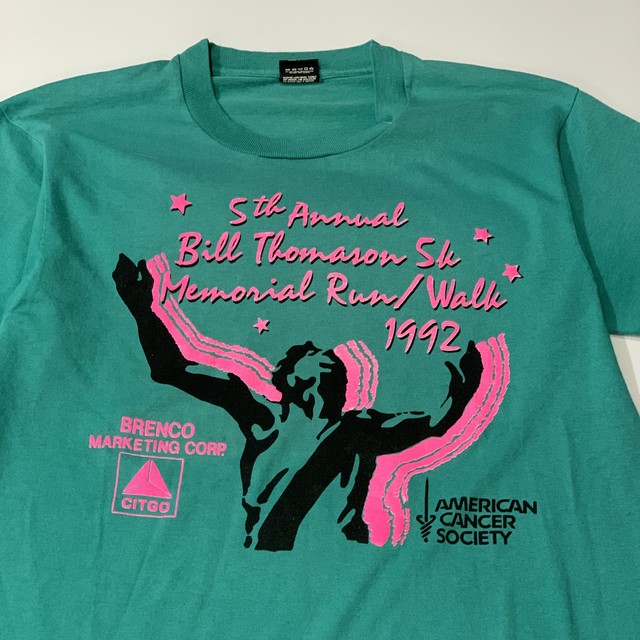 5th Annual
Bill Thomason 5k
Memorial Run/Walk
1992
BRENCO
MARKETING CORP.
CITGO
AMERICAN
CANCER
SOCIETY